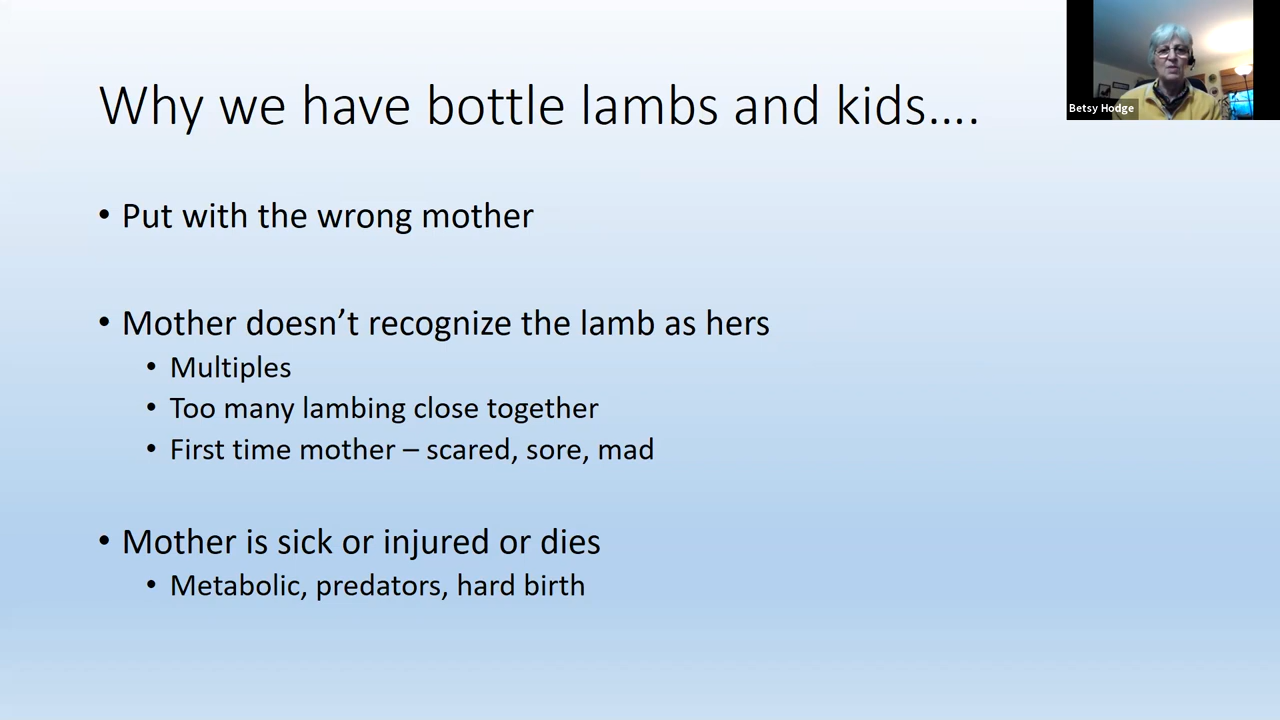 Why we have bottle lambs and kids....
Betsy Hodge
• Put with the wrong mother
• Mother doesn’t recognize the lamb as hers
• Multiples
• Too many lambing close together
• First time mother – scared, sore, mad
• Mother is sick or injured or dies
• Metabolic, predators, hard birth